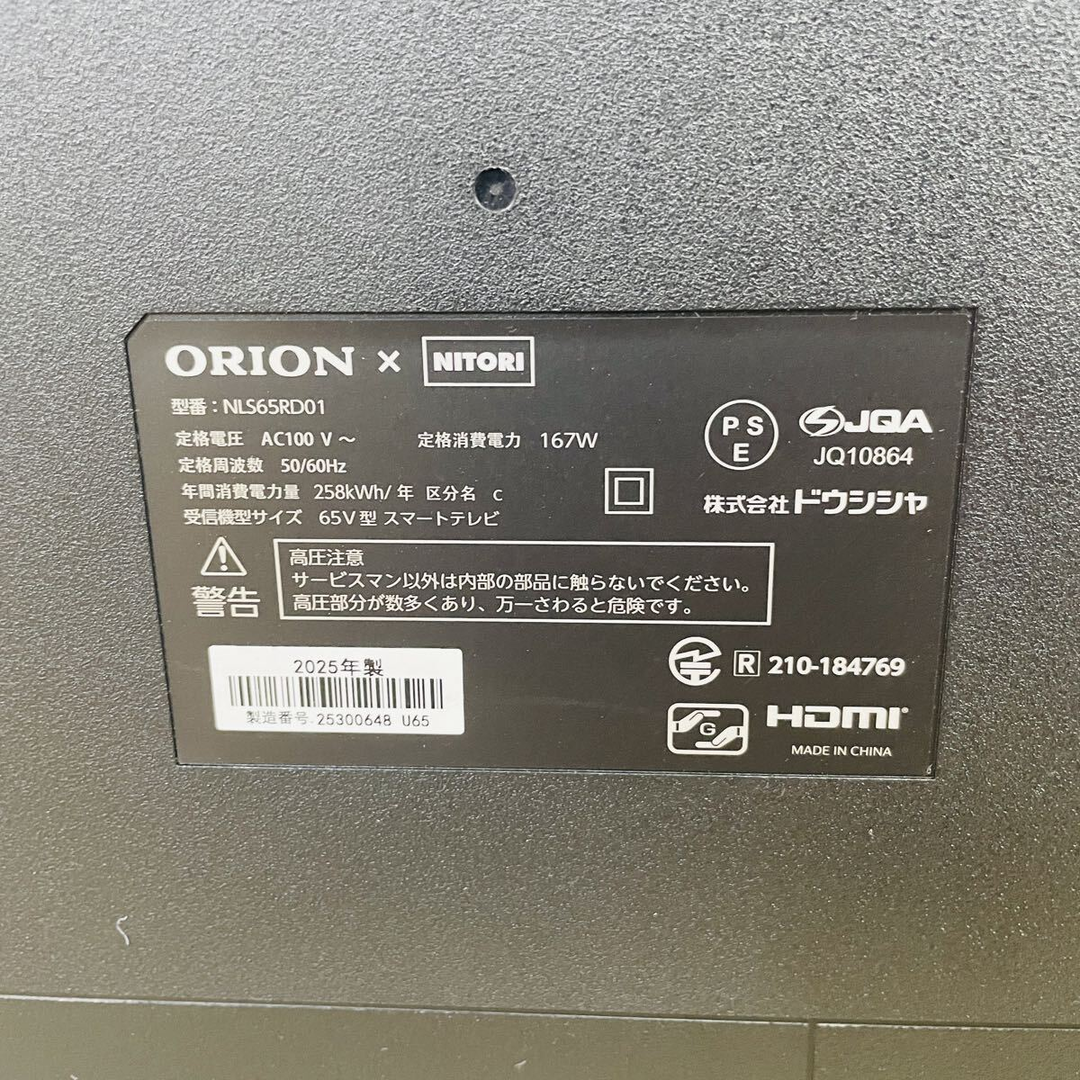 ORION × NITORI
型番：NLS65RD01
定格電圧 AC100 V～ 定格消費電力 167W
定格周波数 50/60Hz
年間消費電力量 258kWh/年 区分名 C
受信機型サイズ 65V型 スマートテレビ
PSE
JQA
JQ10864
株式会社ドウシシャ
警告
高圧注意
サービスマン以外は内部の部品に触らないでください。
高圧部分が数多くあり、万一さわると危険です。
2025年製
製造番号.25300648 U65
R 210-184769
G
HDMI
MADE IN CHINA